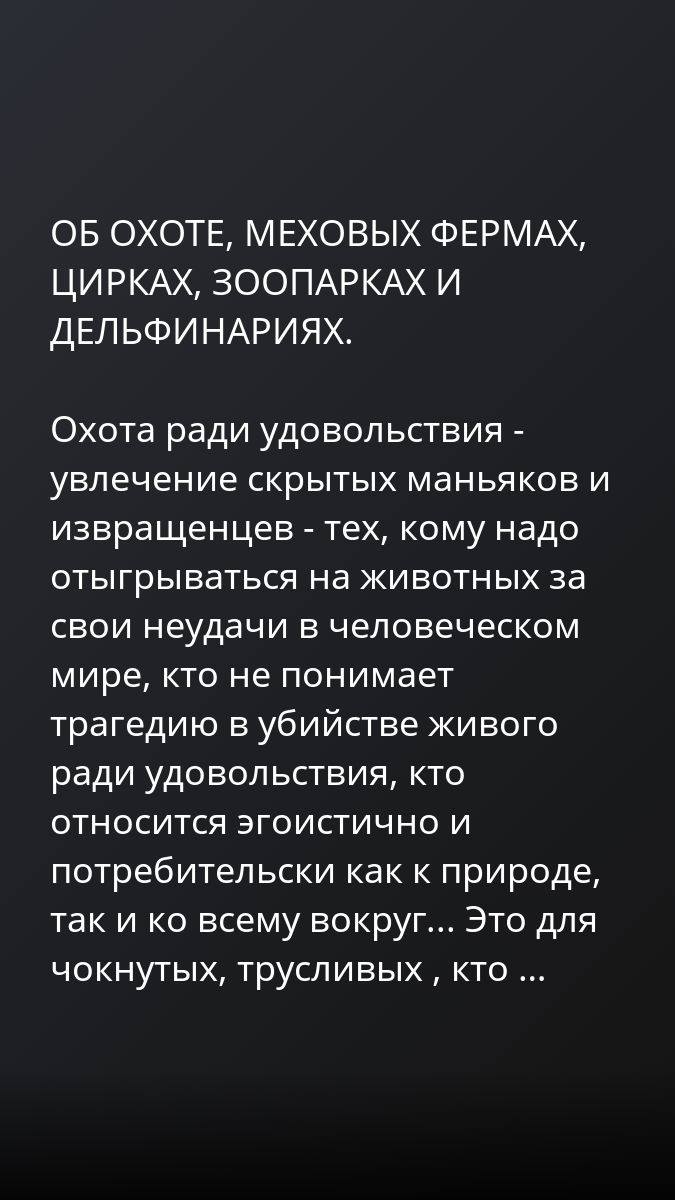 ОБ ОХОТЕ, МЕХОВЫХ ФЕРМАХ,
ЦИРКАХ, ЗООПАРКАХ И
ДЕЛЬФИНАРИЯХ.
Охота ради удовольствия -
увлечение скрытых маньяков и
извращенцев - тех, кому надо
отыгрываться на животных за
свои неудачи в человеческом
мире, кто не понимает
трагедию в убийстве живого
ради удовольствия, кто
относится эгоистично и
потребительски как к природе,
так и ко всему вокруг... Это для
чокнутых, трусливых , кто ...